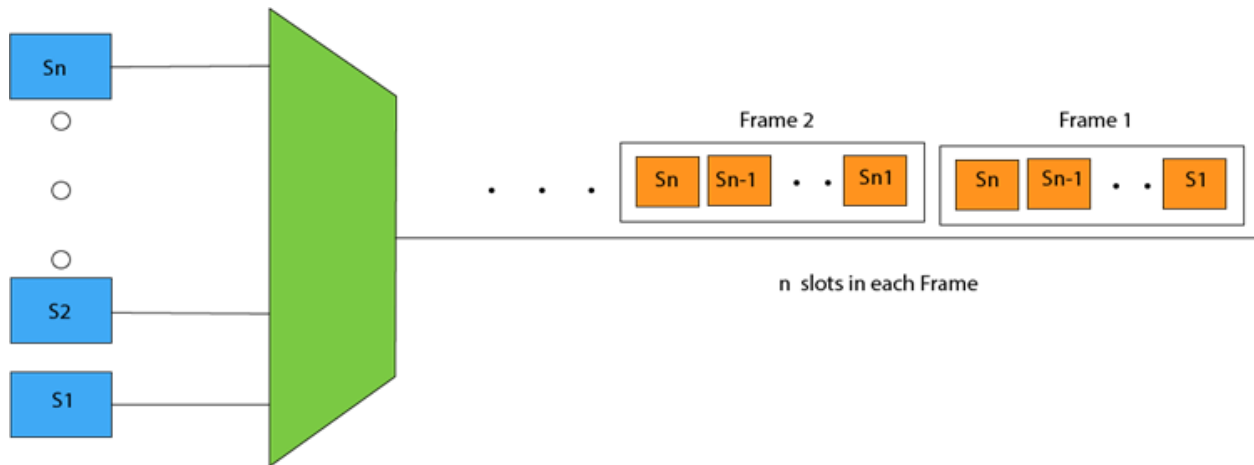 Sn
S2
S1
Frame 2
Sn Sn-1 . . Sn1
Frame 1
Sn Sn-1 . . S1
. . .
n slots in each Frame